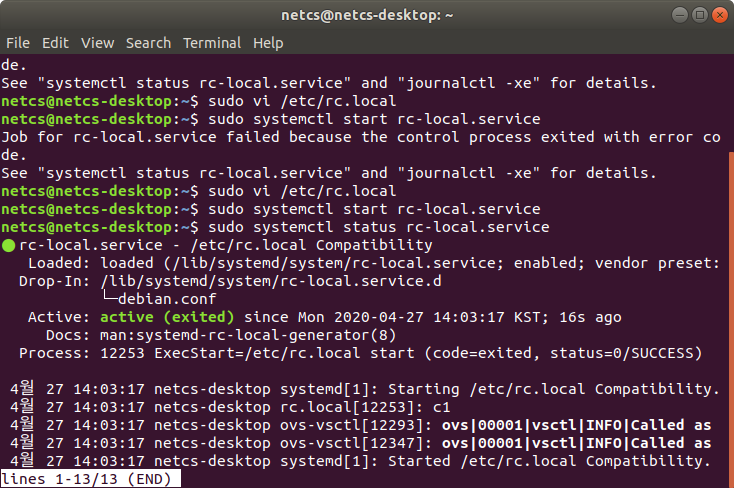 netcs@netcs-desktop: ~
File Edit View Search Terminal Help
de.
See "systemctl status rc-local.service" and "journalctl -xe" for details.
netcs@netcs-desktop:~$ sudo vi /etc/rc.local
netcs@netcs-desktop:~$ sudo systemctl start rc-local.service
Job for rc-local.service failed because the control process exited with error co
de.
See "systemctl status rc-local.service" and "journalctl -xe" for details.
netcs@netcs-desktop:~$ sudo vi /etc/rc.local
netcs@netcs-desktop:~$ sudo systemctl start rc-local.service
netcs@netcs-desktop:~$ sudo systemctl status rc-local.service
● rc-local.service - /etc/rc.local Compatibility
   Loaded: loaded (/lib/systemd/system/rc-local.service; enabled; vendor preset:
  Drop-In: /lib/systemd/system/rc-local.service.d
           └─debian.conf
   Active: active (exited) since Mon 2020-04-27 14:03:17 KST; 16s ago
     Docs: man:systemd-rc-local-generator(8)
  Process: 12253 ExecStart=/etc/rc.local start (code=exited, status=0/SUCCESS)
 4월 27 14:03:17 netcs-desktop systemd[1]: Starting /etc/rc.local Compatibility.
 4월 27 14:03:17 netcs-desktop rc.local[12253]: c1
 4월 27 14:03:17 netcs-desktop ovs-vsctl[12293]: ovs|00001|vsctl|INFO|Called as
 4월 27 14:03:17 netcs-desktop ovs-vsctl[12347]: ovs|00001|vsctl|INFO|Called as
 4월 27 14:03:17 netcs-desktop systemd[1]: Started /etc/rc.local Compatibility.
lines 1-13/13 (END)